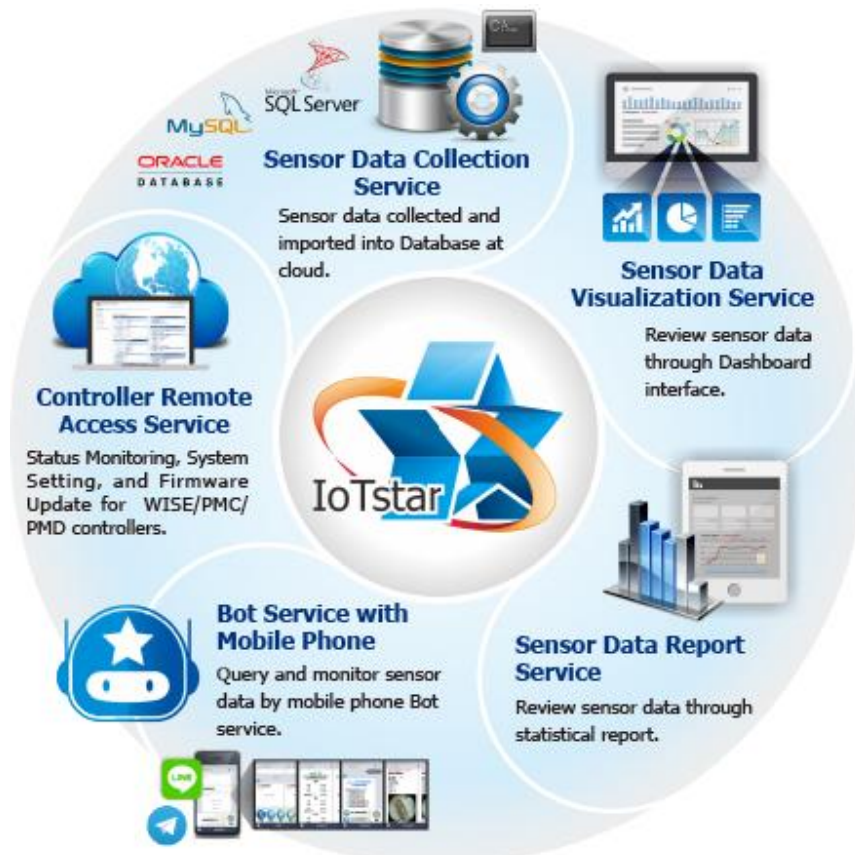 CA_
Microsoft
SQL Server
MySQL
ORACLE
DATABASE
Sensor Data Collection
Service
Sensor data collected and
imported into Database at
cloud.
Sensor Data
Visualization Service
Review sensor data
through Dashboard
interface.
Controller Remote
Access Service
Status Monitoring, System
Setting, and Firmware
Update for WISE/PMC/
PMD controllers.
IoTstar
Bot Service with
Mobile Phone
Query and monitor sensor
data by mobile phone Bot
service.
LINE
Sensor Data Report
Service
Review sensor data through
statistical report.